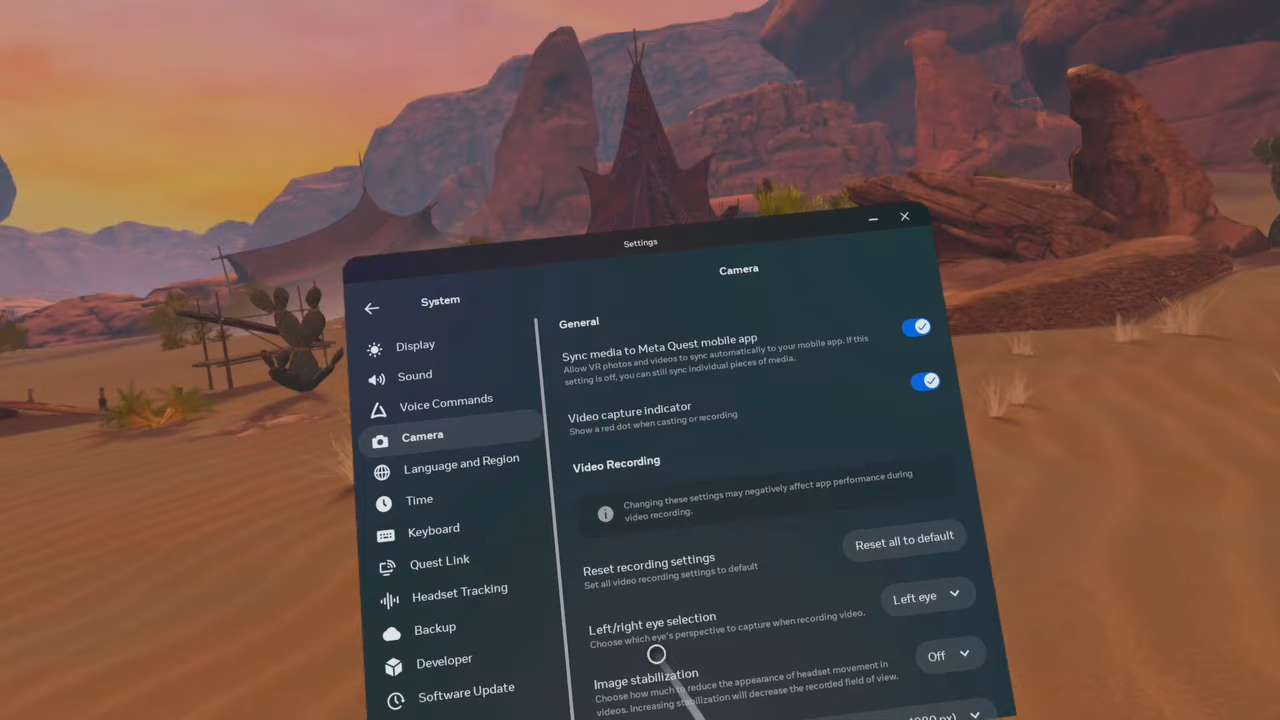 Settings
System
Display
Sound
Voice Commands
Camera
Language and Region
Time
Keyboard
Quest Link
Headset Tracking
Backup
Developer
Software Update
Camera
General
Sync media to Meta Quest mobile app
Allow VR photos and videos to sync automatically to your mobile app. If this
setting is off, you can still sync individual pieces of media.
Video capture indicator
Show a red dot when casting or recording
Video Recording
Changing these settings may negatively affect app performance during
video recording.
Reset recording settings
Set all video recording settings to default
Reset all to default
Left/right eye selection
Choose which eye's perspective to capture when recording video.
Left eye
Image stabilization
Choose how much to reduce the appearance of headset movement in
videos. Increasing stabilization will decrease the recorded field of view.
Off